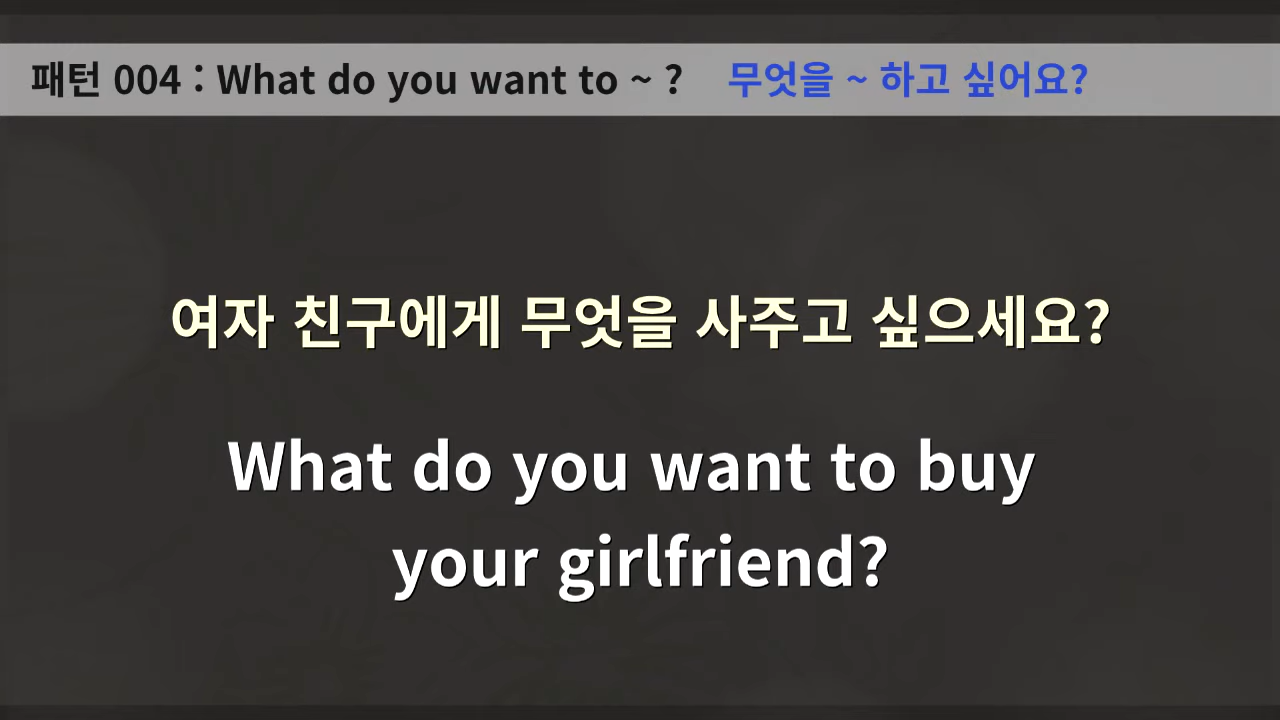 패턴 004 : What do you want to ~ ? 무엇을 ~ 하고 싶어요?
여자 친구에게 무엇을 사주고 싶으세요?
What do you want to buy
your girlfriend?